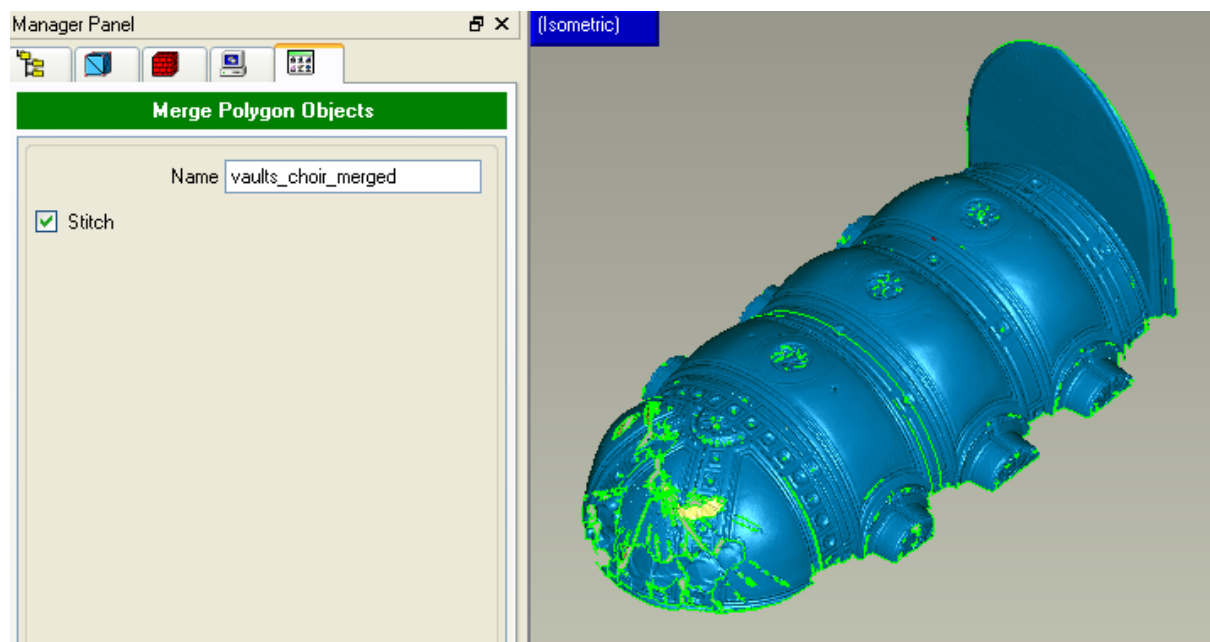 Manager Panel
(Isometric)
Merge Polygon Objects
Name vaults_choir_merged
Stitch